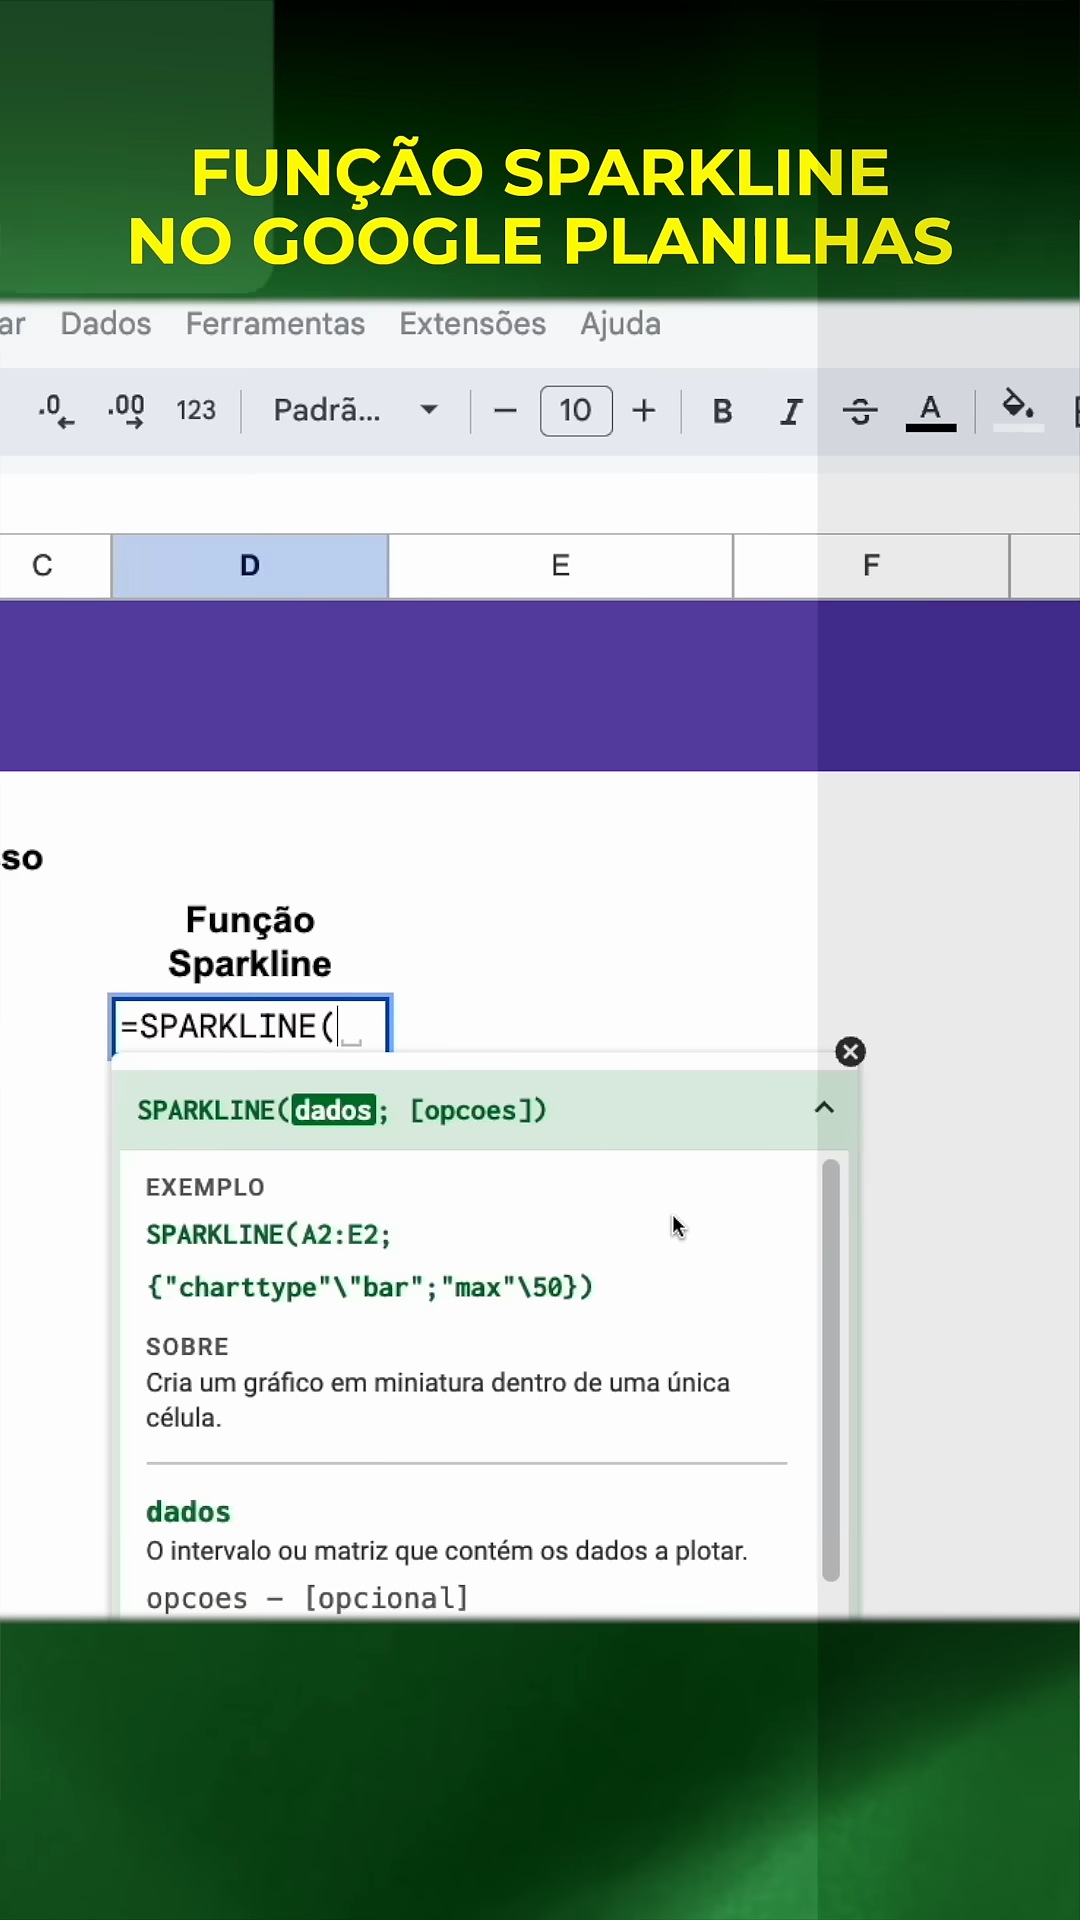 FUNÇÃO SPARKLINE
NO GOOGLE PLANILHAS
ar Dados Ferramentas Extensões Ajuda
.0 .00 123 Padrã... − 10 + B I S A
C D E F
so
Função
Sparkline
=SPARKLINE(
SPARKLINE(dados; [opcoes])
EXEMPLO
SPARKLINE(A2:E2;
{"charttype"\"bar";"max"\50})
SOBRE
Cria um gráfico em miniatura dentro de uma única
célula.
dados
O intervalo ou matriz que contém os dados a plotar.
opcoes – [opcional]